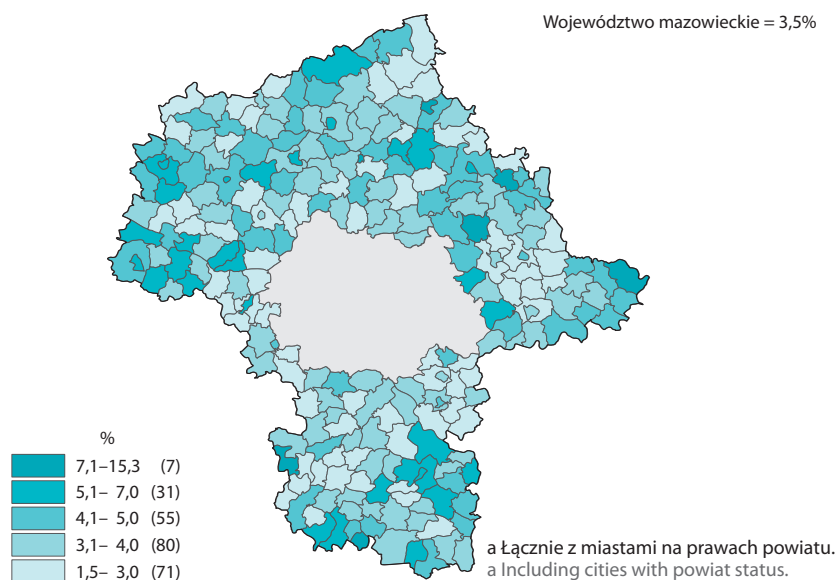 Województwo mazowieckie = 3,5%
%
7,1–15,3 (7)
5,1– 7,0 (31)
4,1– 5,0 (55)
3,1– 4,0 (80)
1,5– 3,0 (71)
a Łącznie z miastami na prawach powiatu.
a Including cities with powiat status.